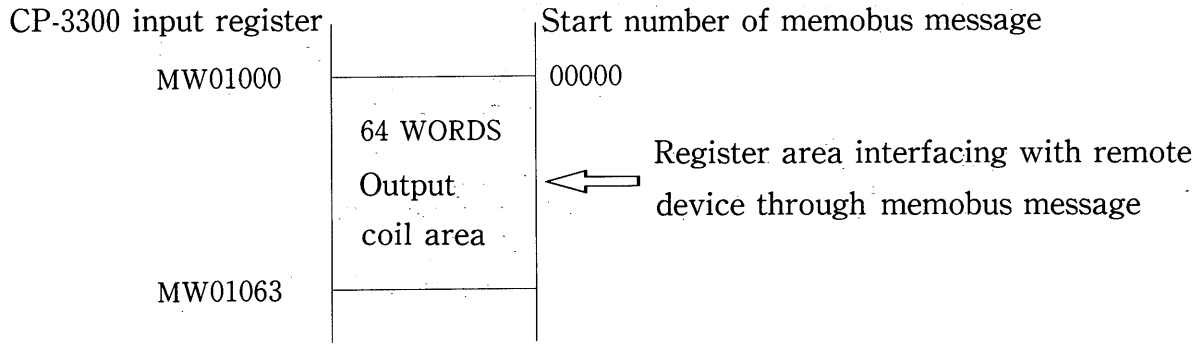 CP-3300 input register
Start number of memobus message
MW01000
00000
64 WORDS
Output
coil area
Register area interfacing with remote
device through memobus message
MW01063